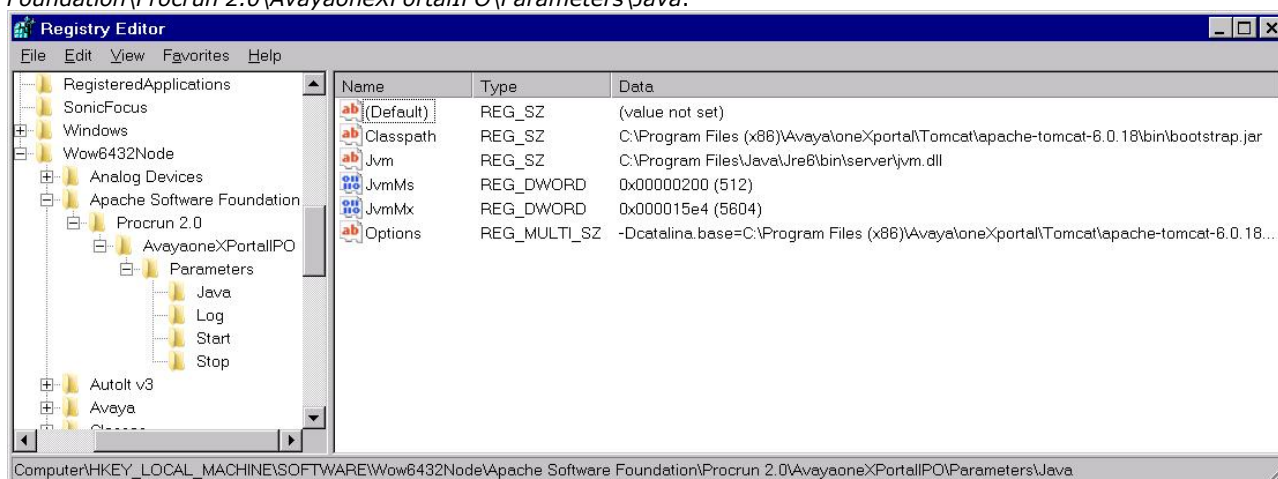 Foundation\Procrun 2.0\AvayaoneXPortalIPO\Parameters\Java.
Registry Editor
File Edit View Favorites Help
RegisteredApplications
SonicFocus
Windows
Wow6432Node
Analog Devices
Apache Software Foundation
Procrun 2.0
AvayaoneXPortalIPO
Parameters
Java
Log
Start
Stop
AutoIt v3
Avaya
Name Type Data
(Default) REG_SZ (value not set)
Classpath REG_SZ C:\Program Files (x86)\Avaya\oneXportal\Tomcat\apache-tomcat-6.0.18\bin\bootstrap.jar
Jvm REG_SZ C:\Program Files\Java\Jre6\bin\server\jvm.dll
JvmMs REG_DWORD 0x00000200 (512)
JvmMx REG_DWORD 0x000015e4 (5604)
Options REG_MULTI_SZ -Dcatalina.base=C:\Program Files (x86)\Avaya\oneXportal\Tomcat\apache-tomcat-6.0.18...
Computer\HKEY_LOCAL_MACHINE\SOFTWARE\Wow6432Node\Apache Software Foundation\Procrun 2.0\AvayaoneXPortalIPO\Parameters\Java